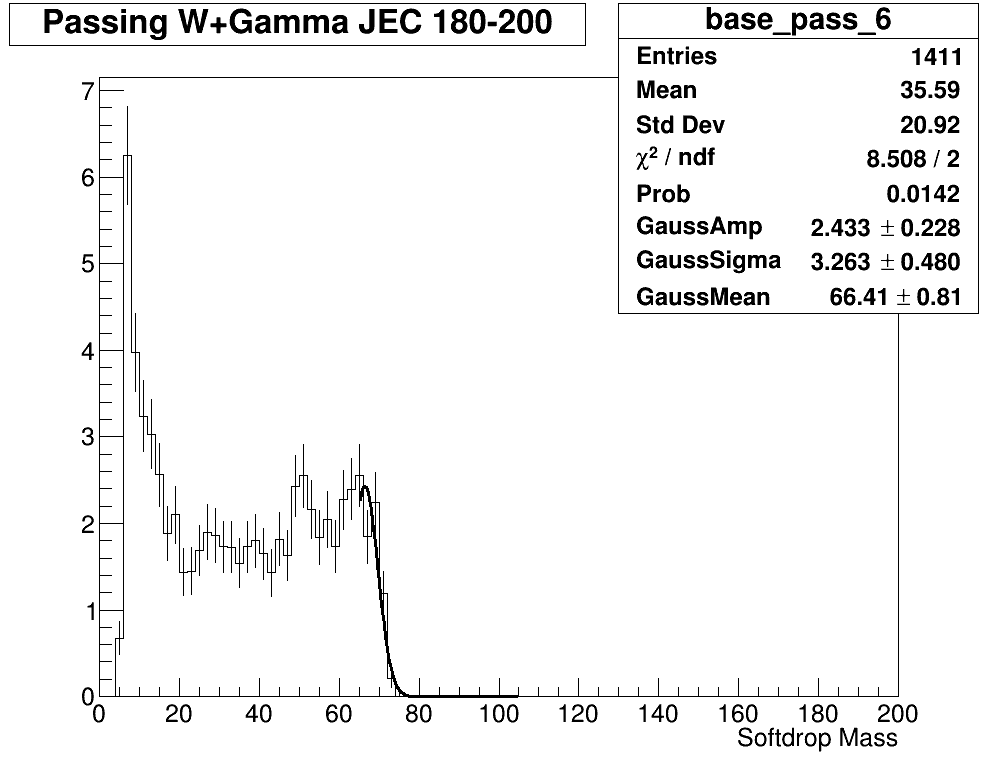 Passing W+Gamma JEC 180-200
base_pass_6
Entries 1411
Mean 35.59
Std Dev 20.92
χ² / ndf 8.508 / 2
Prob 0.0142
GaussAmp 2.433 ± 0.228
GaussSigma 3.263 ± 0.480
GaussMean 66.41 ± 0.81
7
6
5
4
3
2
1
0
0 20 40 60 80 100 120 140 160 180 200
Softdrop Mass